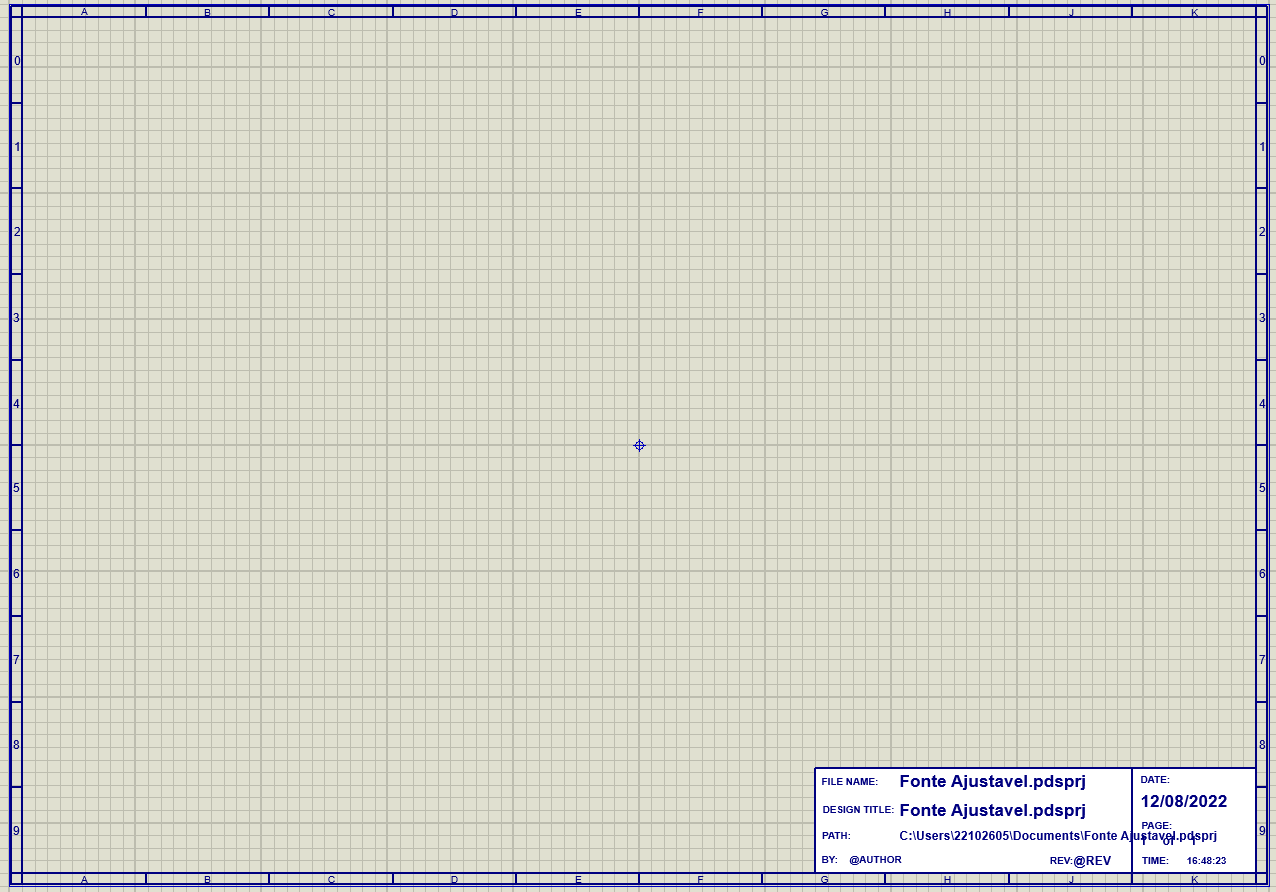 A B C D E F G H J K
0 0
1 1
2 2
3 3
4 4
5 5
6 6
7 7
8 8
9 9
FILE NAME: Fonte Ajustavel.pdsprj
DESIGN TITLE: Fonte Ajustavel.pdsprj
PATH: C:\Users\22102605\Documents\Fonte Ajustavel.pdsprj
BY: @AUTHOR REV:@REV
DATE:
12/08/2022
PAGE:
1 of 1
TIME: 16:48:23
A B C D E F G H J K